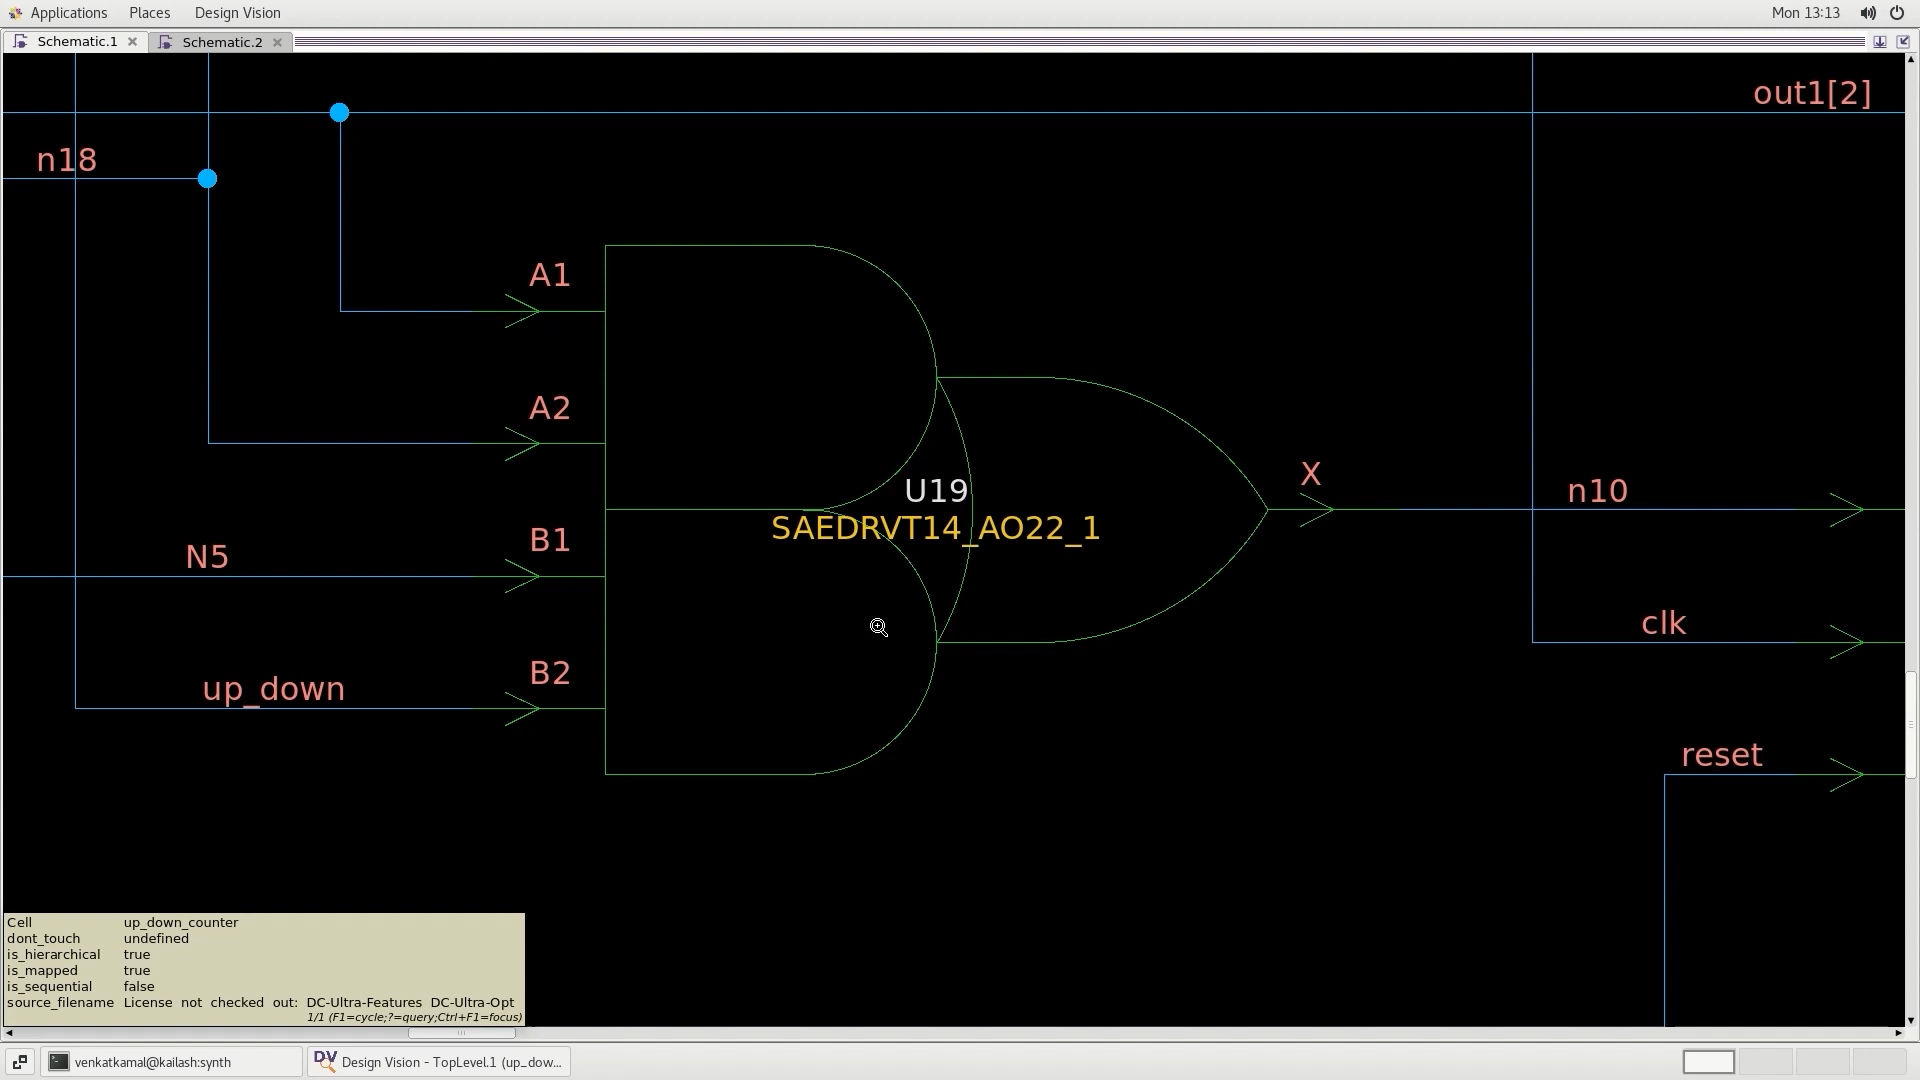 Applications Places Design Vision Mon 13:13
Schematic.1 Schematic.2
out1[2]
n18
A1
A2
X
U19
n10
SAEDRVT14_AO22_1
B1
N5
clk
B2
up_down
reset
Cell up_down_counter
dont_touch undefined
is_hierarchical true
is_mapped true
is_sequential false
source_filename License not checked out: DC-Ultra-Features DC-Ultra-Opt
1/1 (F1=cycle;?=query;Ctrl+F1=focus)
venkatkamal@kailash:synth DV Design Vision - TopLevel.1 (up_dow...